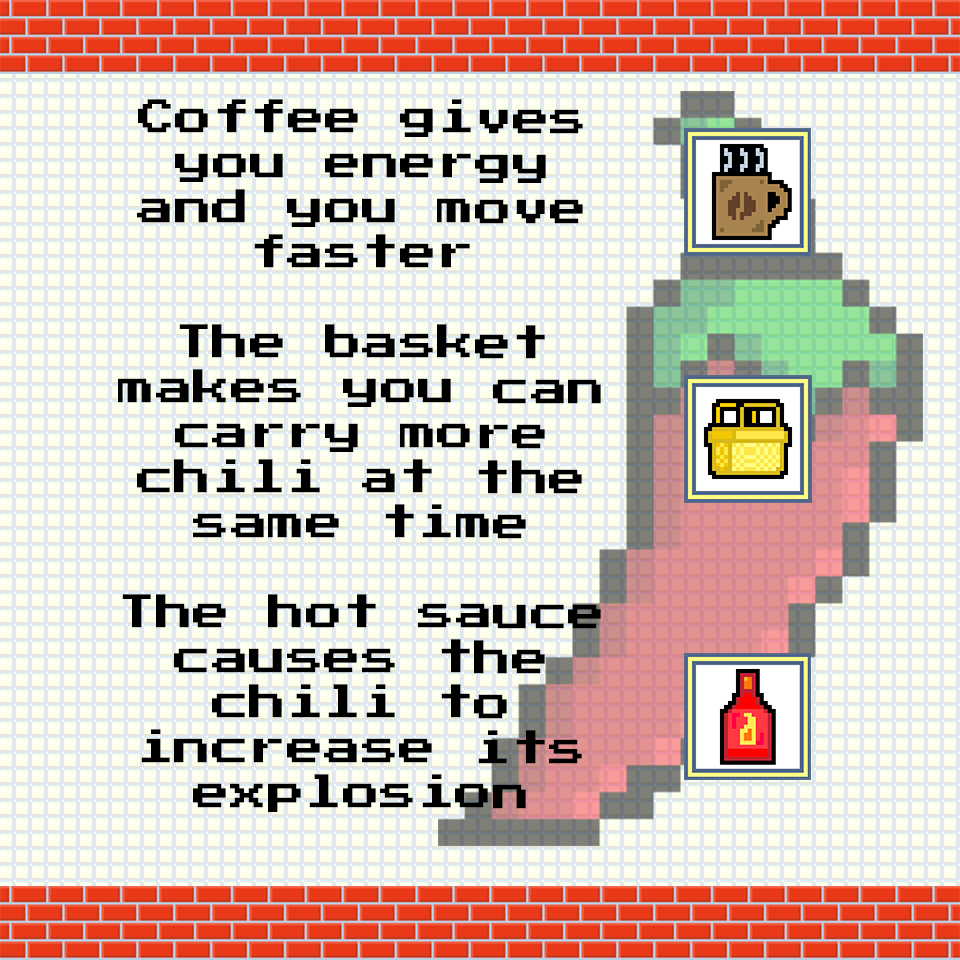 Coffee gives
you energy
and you move
faster
The basket
makes you can
carry more
chili at the
same time
The hot sauce
causes the
chili to
increase its
explosion